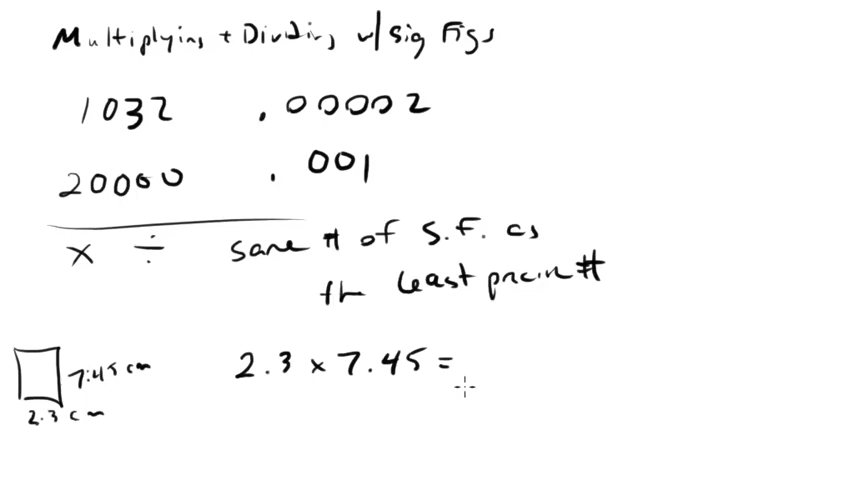 Multiplying + Dividing w/ Sig Figs
1032 .00002
20000 .001
x ÷ same # of S.F. as
the least precise #
7.45 cm
2.3 cm
2.3 x 7.45 =